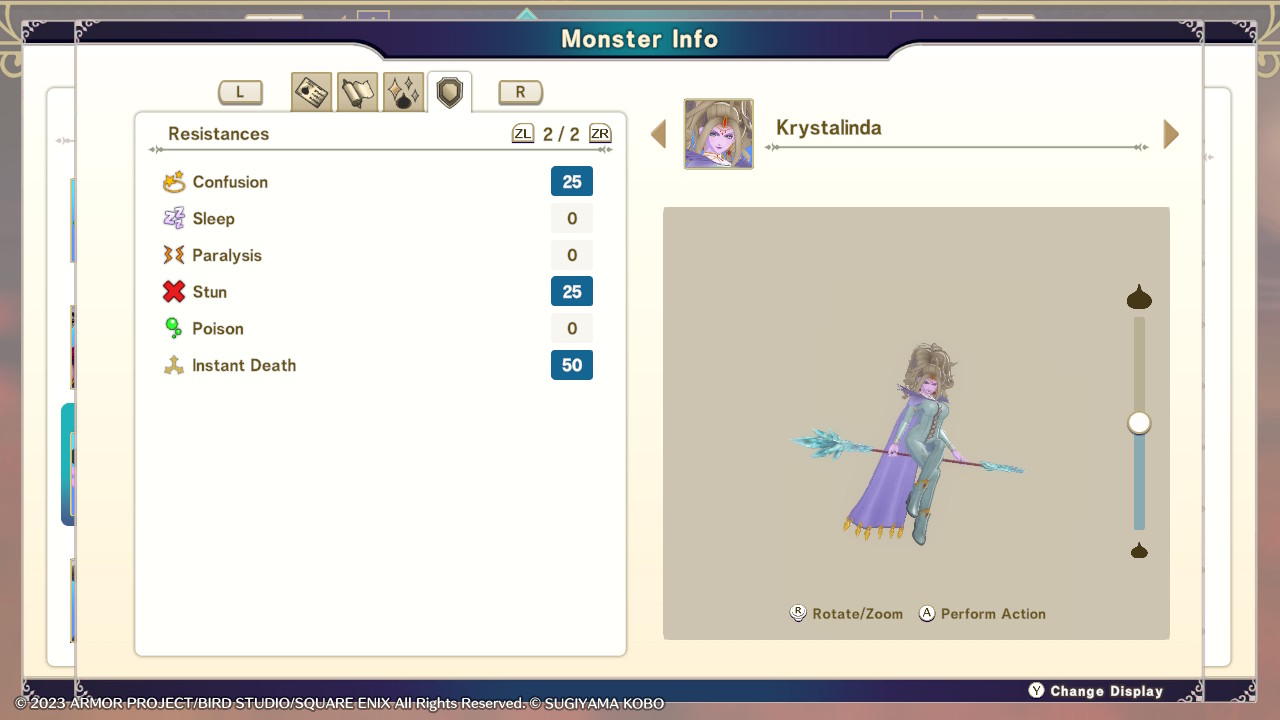 Monster Info
L
R
Resistances
ZL 2 / 2 ZR
Krystalinda
Confusion 25
Sleep 0
Paralysis 0
Stun 25
Poison 0
Instant Death 50
R Rotate/Zoom A Perform Action
Y Change Display
© 2023 ARMOR PROJECT/BIRD STUDIO/SQUARE ENIX All Rights Reserved. © SUGIYAMA KOBO